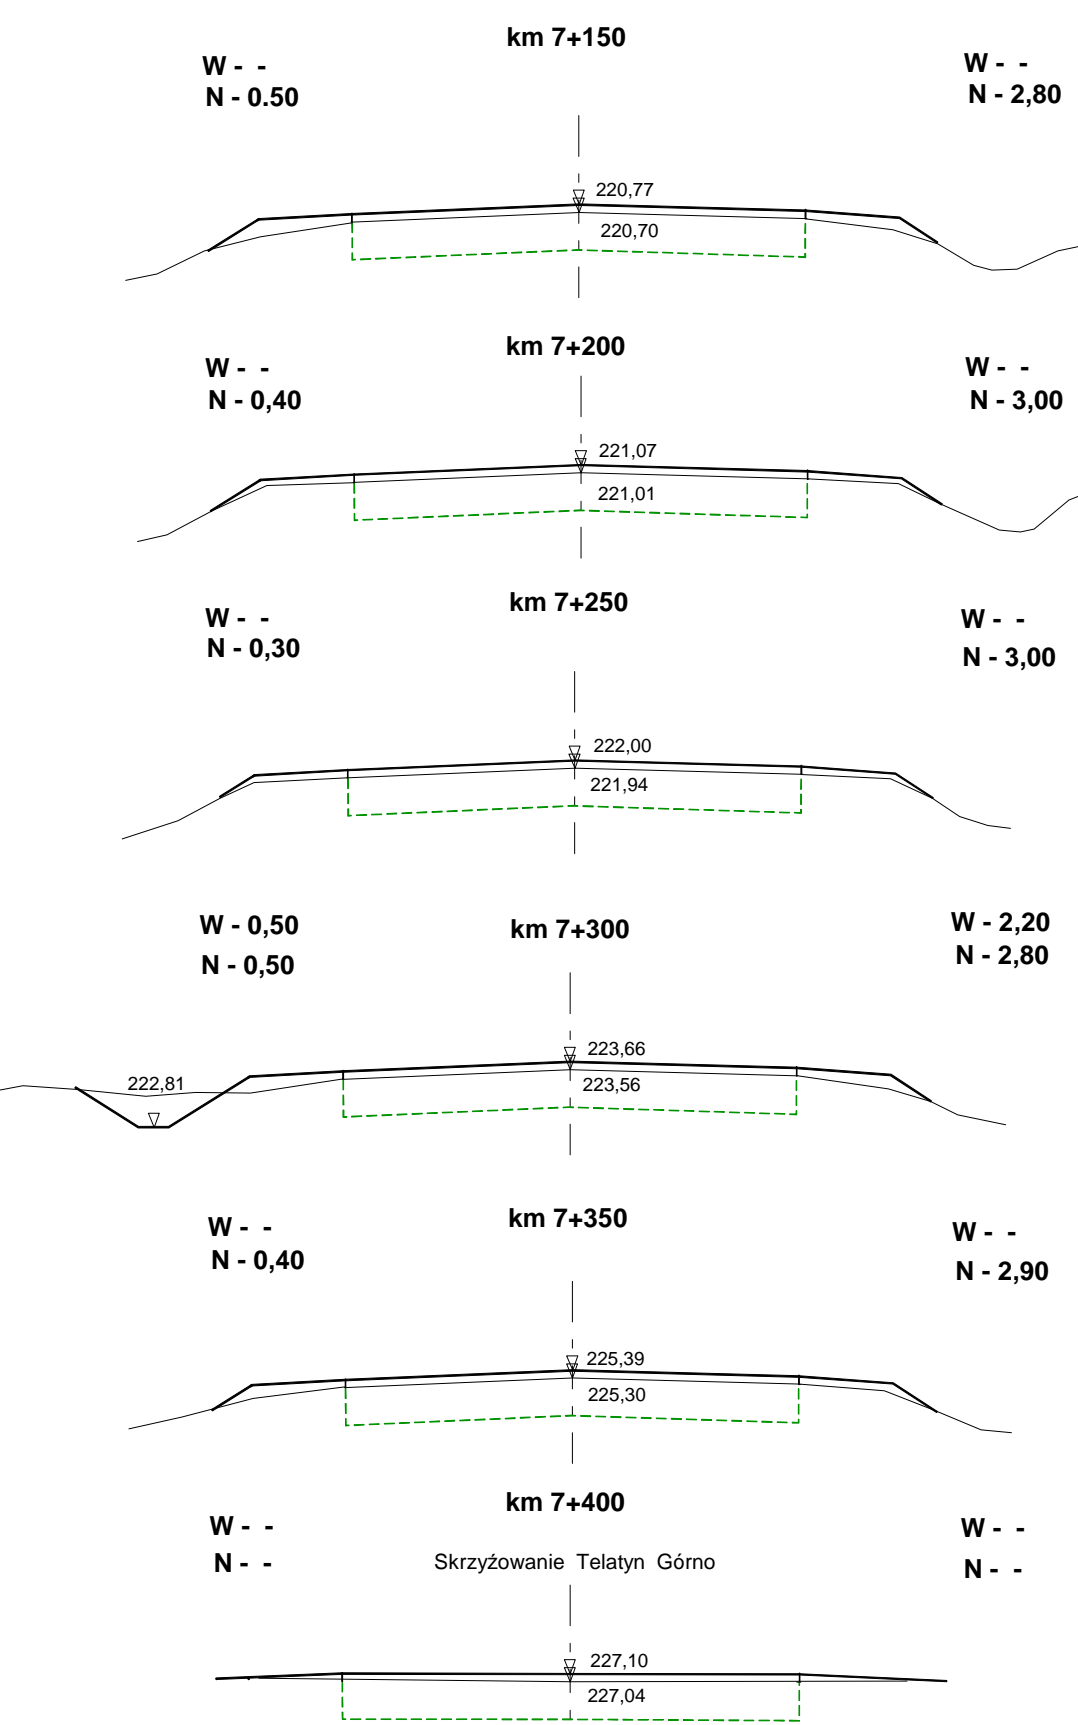 km 7+150
W - -
N - 0.50
W - -
N - 2,80
220,77
220,70
km 7+200
W - -
N - 0,40
W - -
N - 3,00
221,07
221,01
km 7+250
W - -
N - 0,30
W - -
N - 3,00
222,00
221,94
km 7+300
W - 0,50
N - 0,50
W - 2,20
N - 2,80
223,66
222,81
223,56
km 7+350
W - -
N - 0,40
W - -
N - 2,90
225,39
225,30
km 7+400
W - -
N - -
Skrzyźowanie Telatyn Górno
W - -
N - -
227,10
227,04